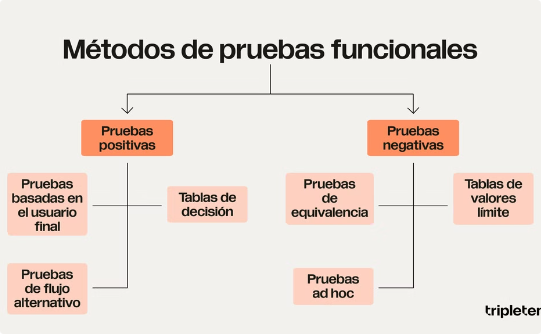 Métodos de pruebas funcionales
Pruebas
positivas
Pruebas
negativas
Pruebas
basadas en
el usuario
final
Tablas de
decisión
Pruebas
de
equivalencia
Tablas de
valores
límite
Pruebas
de flujo
alternativo
Pruebas
ad hoc
tripleten